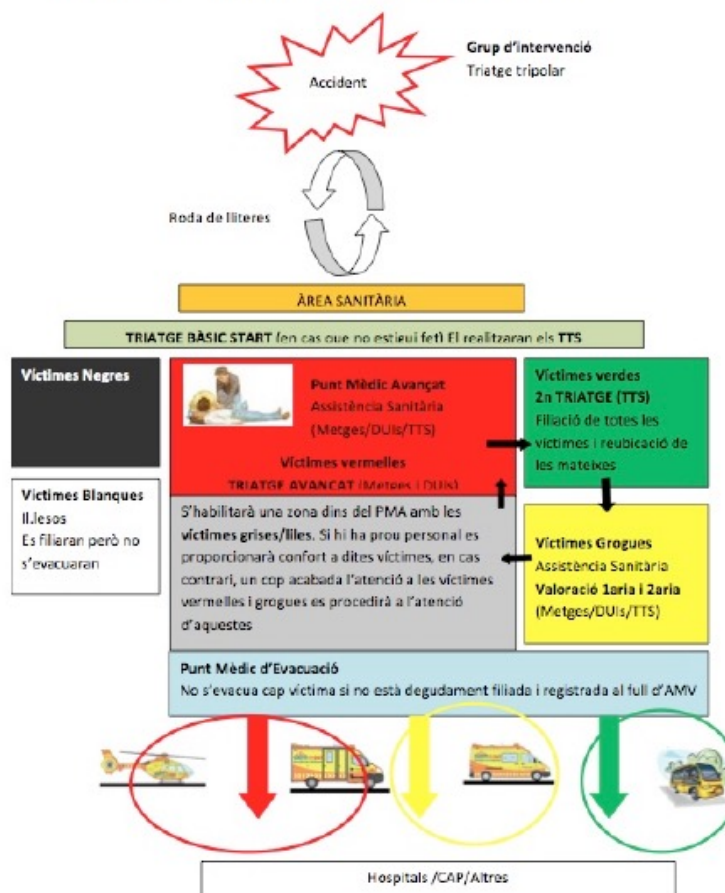 Grup d'intervenció
Triatge tripolar
Accident
Roda de lliteres
ÀREA SANITÀRIA
TRIATGE BÀSIC START (en cas que no estigui fet) El realitzaran els TTS
Víctimes Negres
Punt Mèdic Avançat
Assistència Sanitària
(Metges/DUIs/TTS)
Víctimes vermelles
TRIATGE AVANÇAT (Metges i DUIs)
Víctimes verdes
2n TRIATGE (TTS)
Filiació de totes les
víctimes i reubicació de
les mateixes
Víctimes Blanques
Il.lesos
Es filiaran però no
s'evacuaran
S'habilitarà una zona dins del PMA amb les
víctimes grises/liles. Si hi ha prou personal es
proporcionarà confort a dites víctimes, en cas
contrari, un cop acabada l'atenció a les víctimes
vermelles i grogues es procedirà a l'atenció
d'aquestes
Víctimes Grogues
Assistència Sanitària
Valoració 1aria i 2aria
(Metges/DUIs/TTS)
Punt Mèdic d'Evacuació
No s'evacua cap víctima si no està degudament filiada i registrada al full d'AMV
Hospitals /CAP/Altres